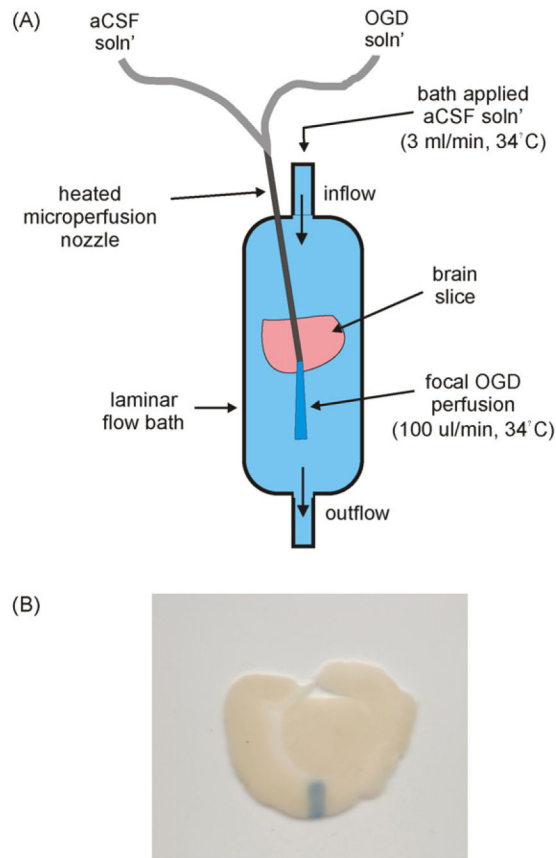 (A)
aCSF
soln'
OGD
soln'
bath applied
aCSF soln'
(3 ml/min, 34°C)
heated
microperfusion
nozzle
inflow
brain
slice
laminar
flow bath
focal OGD
perfusion
(100 ul/min, 34°C)
outflow
(B)